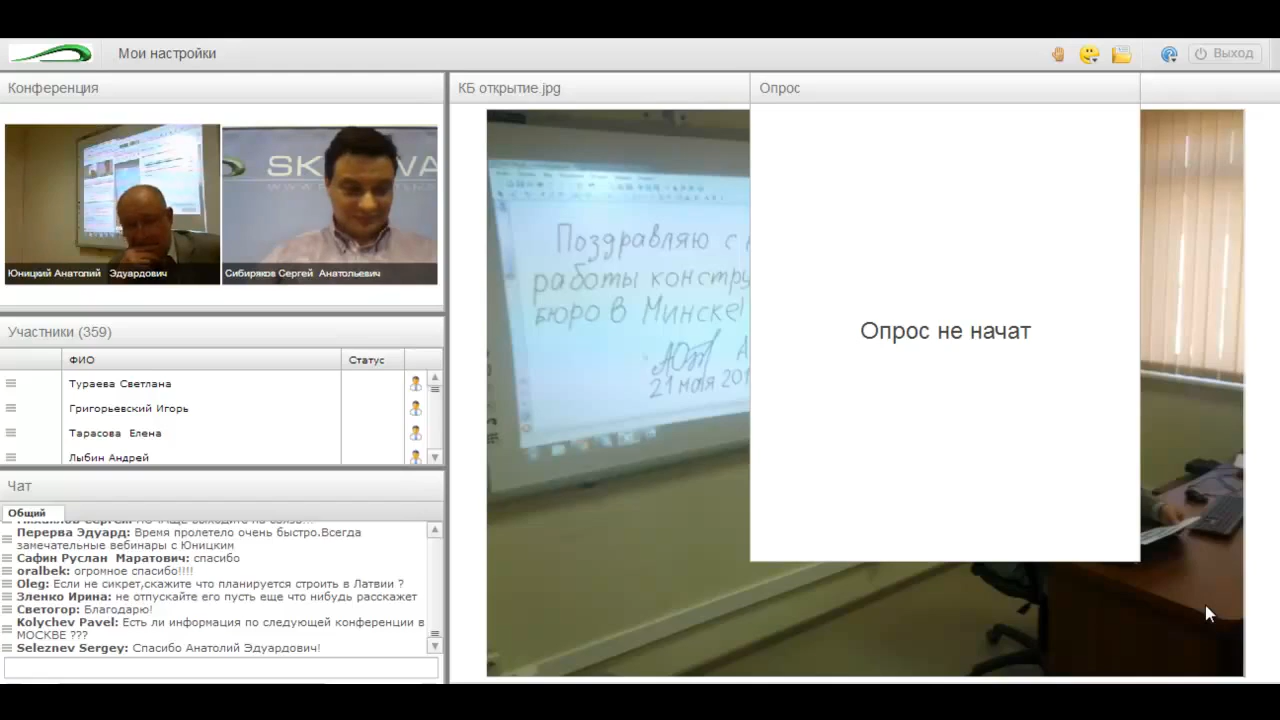 Мои настройки
Выход
Конференция
КБ открытие.jpg
Опрос
SK
Юницкий Анатолий Эдуардович
Сибиряков Сергей Анатольевич
Поздравляю с
работы констру
бюро в Минске!
21 мая 201
Опрос не начат
Участники (359)
ФИО
Статус
Тураева Светлана
Григорьевский Игорь
Тарасова Елена
Лыбин Андрей
Чат
Общий
Перерва Эдуард: Время пролетело очень быстро.Всегда
замечательные вебинары с Юницким
Сафин Руслан Маратович: спасибо
oralbek: огромное спасибо!!!!
Oleg: Если не сикрет,скажите что планируется строить в Латвии ?
Зленко Ирина: не отпускайте его пусть еще что нибудь расскажет
Светогор: Благодарю!
Kolychev Pavel: Есть ли информация по следующей конференции в
МОСКВЕ ???
Seleznev Sergey: Спасибо Анатолий Эдуардович!